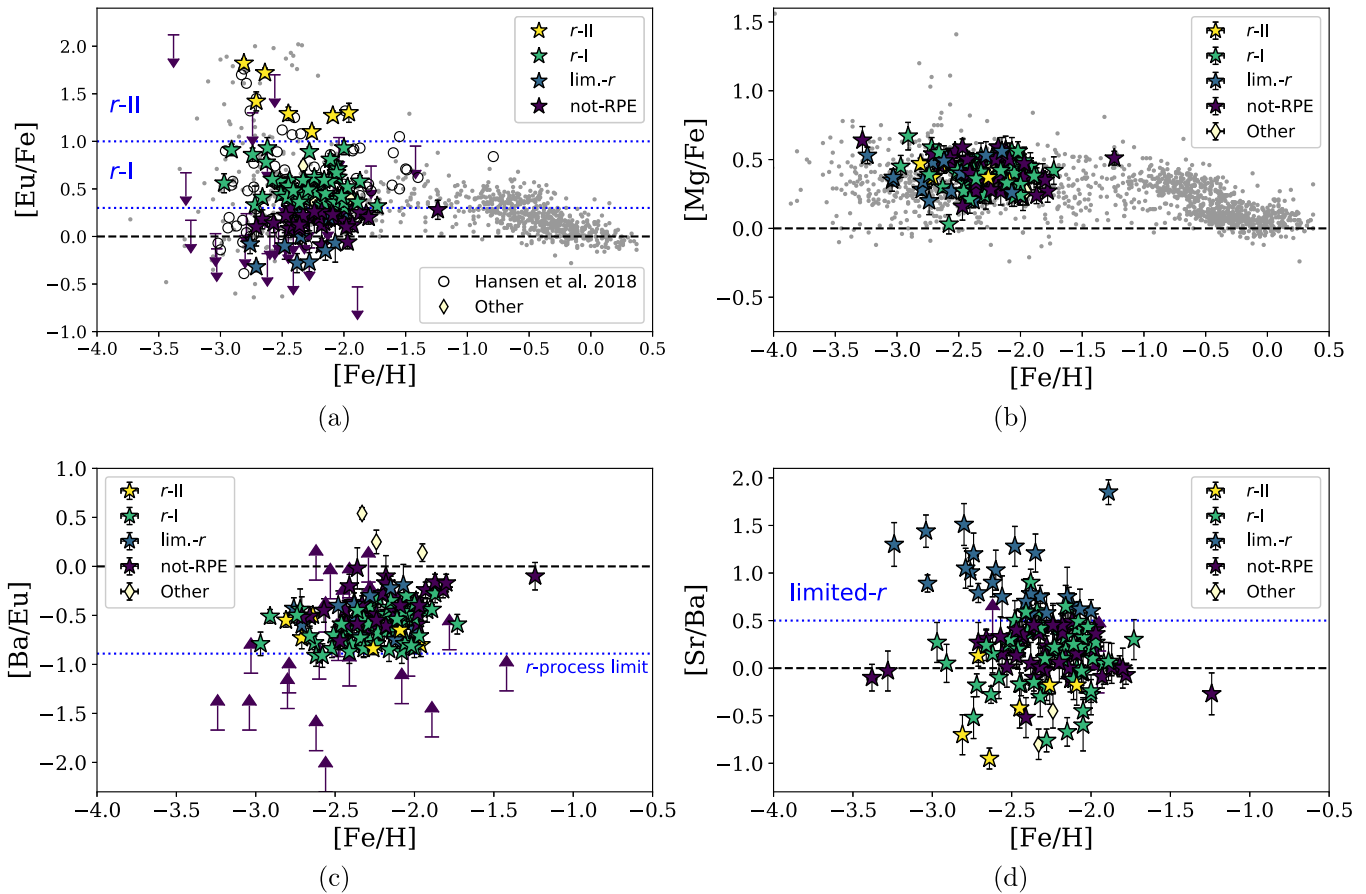 2.0
1.5
1.0
0.5
0.0
−0.5
−1.0
[Eu/Fe]
r-II
r-I
r-II
r-I
lim.-r
not-RPE
Hansen et al. 2018
Other
−4.0 −3.5 −3.0 −2.5 −2.0 −1.5 −1.0 −0.5 0.0 0.5
[Fe/H]
(a)
1.5
1.0
0.5
0.0
−0.5
[Mg/Fe]
r-II
r-I
lim.-r
not-RPE
Other
−4.0 −3.5 −3.0 −2.5 −2.0 −1.5 −1.0 −0.5 0.0 0.5
[Fe/H]
(b)
1.0
0.5
0.0
−0.5
−1.0
−1.5
−2.0
[Ba/Eu]
r-II
r-I
lim.-r
not-RPE
Other
r-process limit
−4.0 −3.5 −3.0 −2.5 −2.0 −1.5 −1.0 −0.5
[Fe/H]
(c)
2.0
1.5
1.0
0.5
0.0
−0.5
−1.0
[Sr/Ba]
r-II
r-I
lim.-r
not-RPE
Other
limited-r
−4.0 −3.5 −3.0 −2.5 −2.0 −1.5 −1.0 −0.5
[Fe/H]
(d)